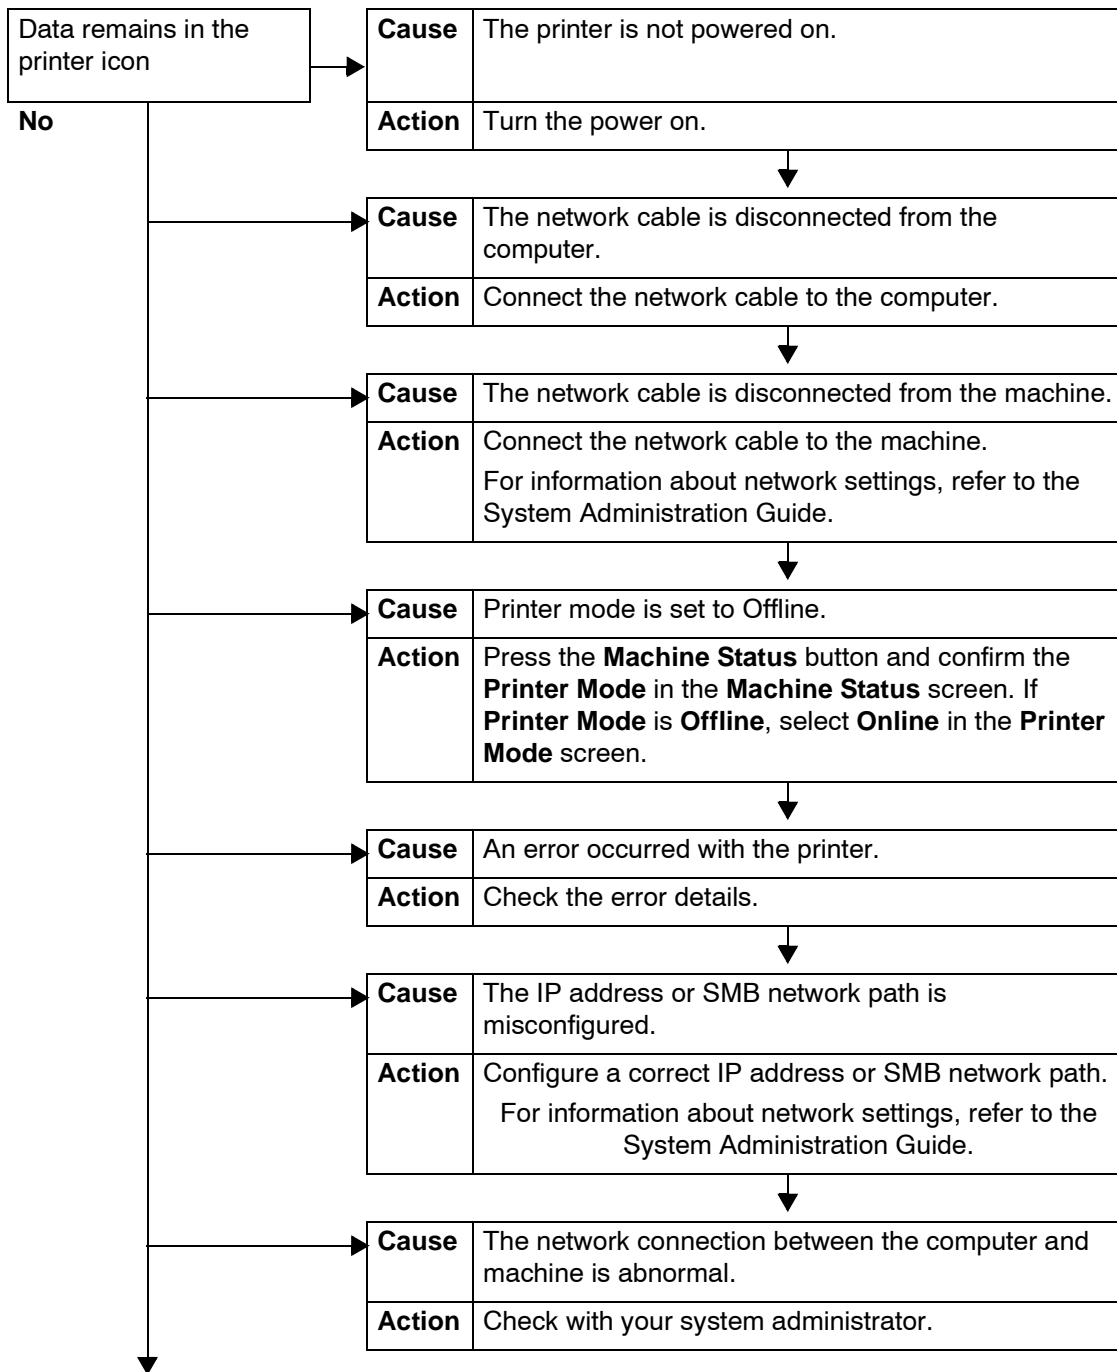 Data remains in the
printer icon
No
Cause The printer is not powered on.
Action Turn the power on.
Cause The network cable is disconnected from the
computer.
Action Connect the network cable to the computer.
Cause The network cable is disconnected from the machine.
Action Connect the network cable to the machine.
For information about network settings, refer to the
System Administration Guide.
Cause Printer mode is set to Offline.
Action Press the Machine Status button and confirm the
Printer Mode in the Machine Status screen. If
Printer Mode is Offline, select Online in the Printer
Mode screen.
Cause An error occurred with the printer.
Action Check the error details.
Cause The IP address or SMB network path is
misconfigured.
Action Configure a correct IP address or SMB network path.
For information about network settings, refer to the
System Administration Guide.
Cause The network connection between the computer and
machine is abnormal.
Action Check with your system administrator.